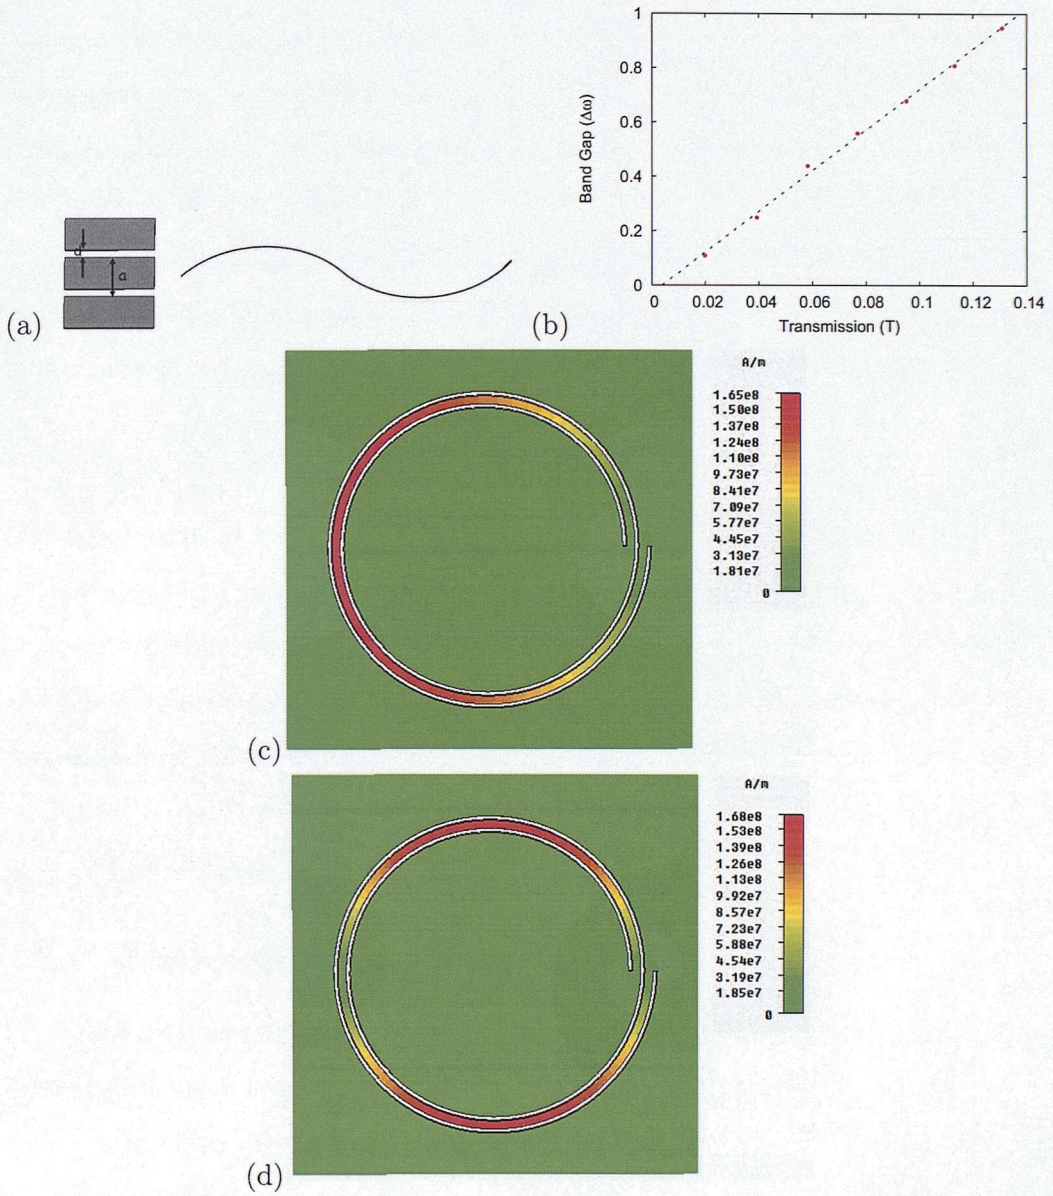 d
a
(a)
1
0.8
0.6
0.4
0.2
0
Band Gap (Δω)
0 0.02 0.04 0.06 0.08 0.1 0.12 0.14
Transmission (T)
(b)
A/m
1.65e8
1.50e8
1.37e8
1.24e8
1.10e8
9.73e7
8.41e7
7.09e7
5.77e7
4.45e7
3.13e7
1.81e7
0
(c)
A/m
1.68e8
1.53e8
1.39e8
1.26e8
1.13e8
9.92e7
8.57e7
7.23e7
5.88e7
4.54e7
3.19e7
1.85e7
0
(d)